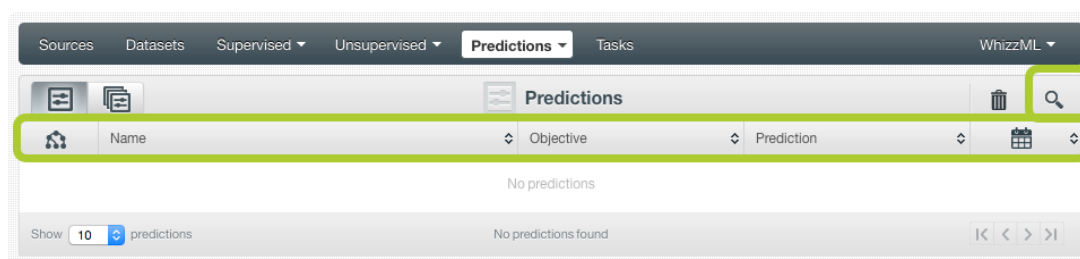 Sources Datasets Supervised Unsupervised Predictions Tasks WhizzML
Predictions
Name Objective Prediction
No predictions
Show 10 predictions No predictions found